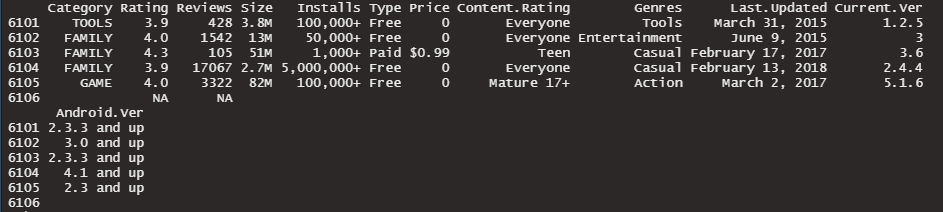 Category Rating Reviews Size Installs Type Price Content.Rating Genres Last.Updated Current.Ver
6101 TOOLS 3.9 428 3.8M 100,000+ Free 0 Everyone Tools March 31, 2015 1.2.5
6102 FAMILY 4.0 1542 13M 50,000+ Free 0 Everyone Entertainment June 9, 2015 3
6103 FAMILY 4.3 105 51M 1,000+ Paid $0.99 Teen Casual February 17, 2017 3.6
6104 FAMILY 3.9 17067 2.7M 5,000,000+ Free 0 Everyone Casual February 13, 2018 2.4.4
6105 GAME 4.0 3322 82M 100,000+ Free 0 Mature 17+ Action March 2, 2017 5.1.6
6106 NA NA
Android.Ver
6101 2.3.3 and up
6102 3.0 and up
6103 2.3.3 and up
6104 4.1 and up
6105 2.3 and up
6106